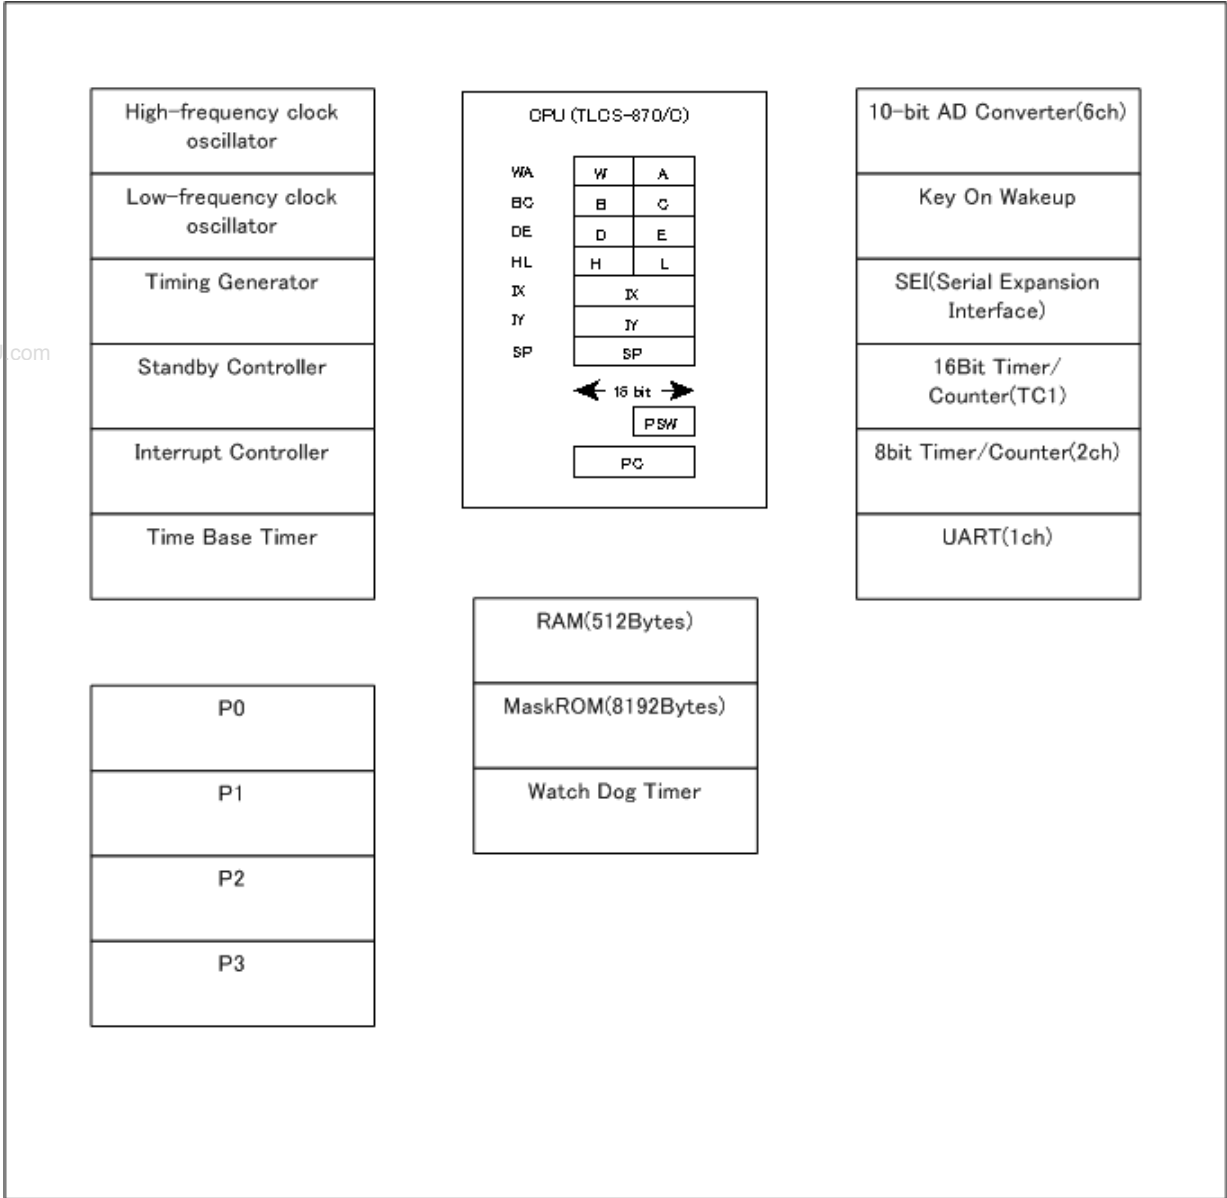 High-frequency clock
oscillator
Low-frequency clock
oscillator
Timing Generator
Standby Controller
Interrupt Controller
Time Base Timer
P0
P1
P2
P3
CPU (TLCS-870/C)
WA W A
BC B C
DE D E
HL H L
IX IX
IY IY
SP SP
16 bit
PSW
PC
RAM(512Bytes)
MaskROM(8192Bytes)
Watch Dog Timer
10-bit AD Converter(6ch)
Key On Wakeup
SEI(Serial Expansion
Interface)
16Bit Timer/
Counter(TC1)
8bit Timer/Counter(2ch)
UART(1ch)
.com